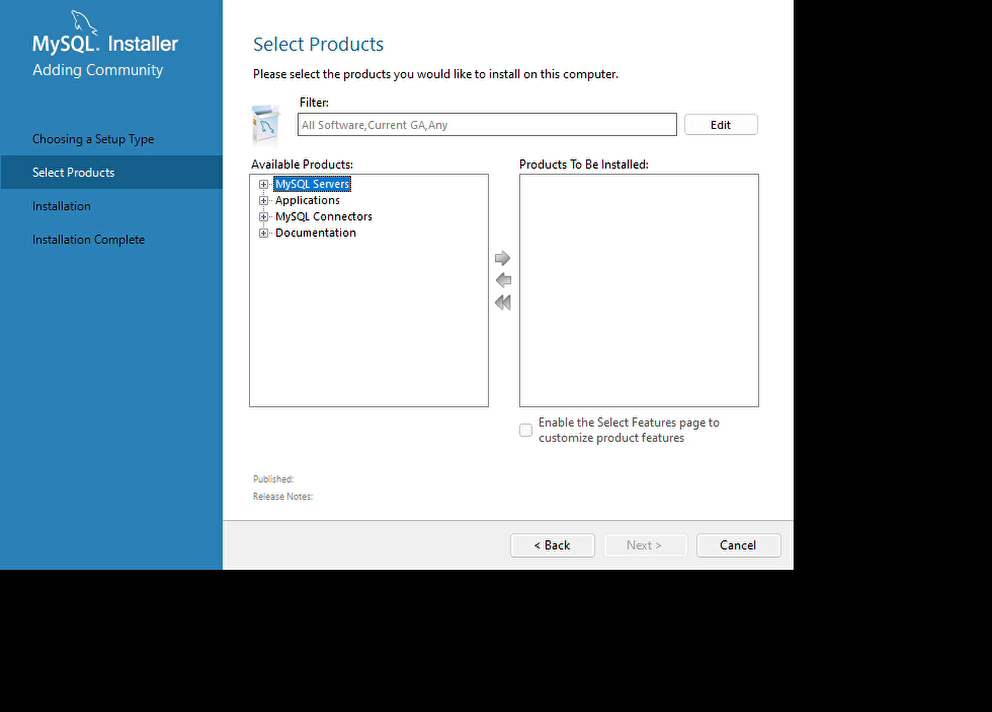 MySQL. Installer
Adding Community
Choosing a Setup Type
Select Products
Installation
Installation Complete
Select Products
Please select the products you would like to install on this computer.
Filter:
All Software,Current GA,Any
Edit
Available Products:
MySQL Servers
Applications
MySQL Connectors
Documentation
Products To Be Installed:
Enable the Select Features page to
customize product features
Published:
Release Notes:
< Back
Next >
Cancel